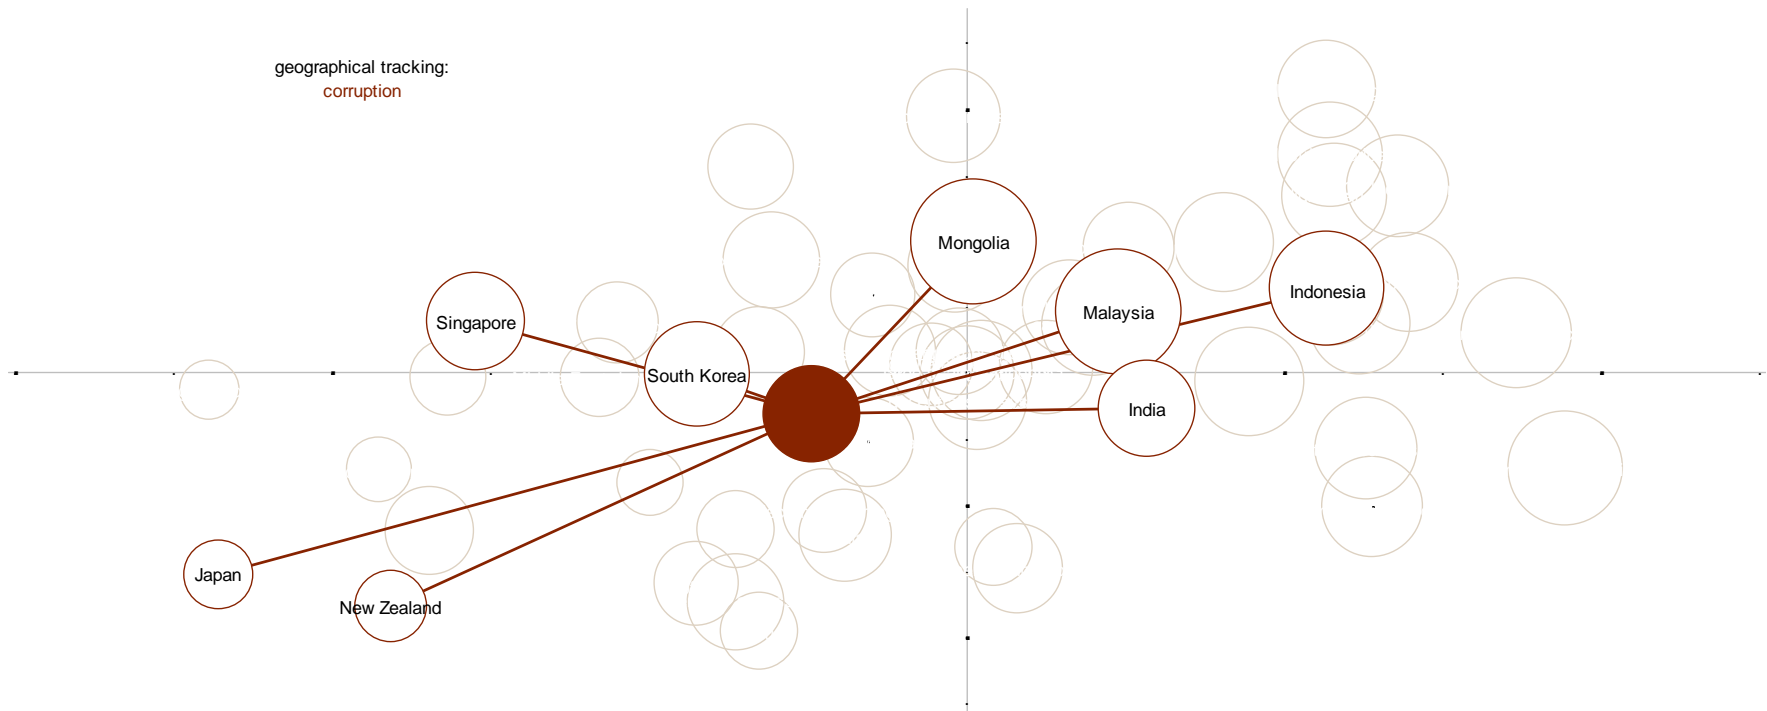 geographical tracking:
corruption
Mongolia
Indonesia
Malaysia
Singapore
South Korea
India
Japan
New Zealand